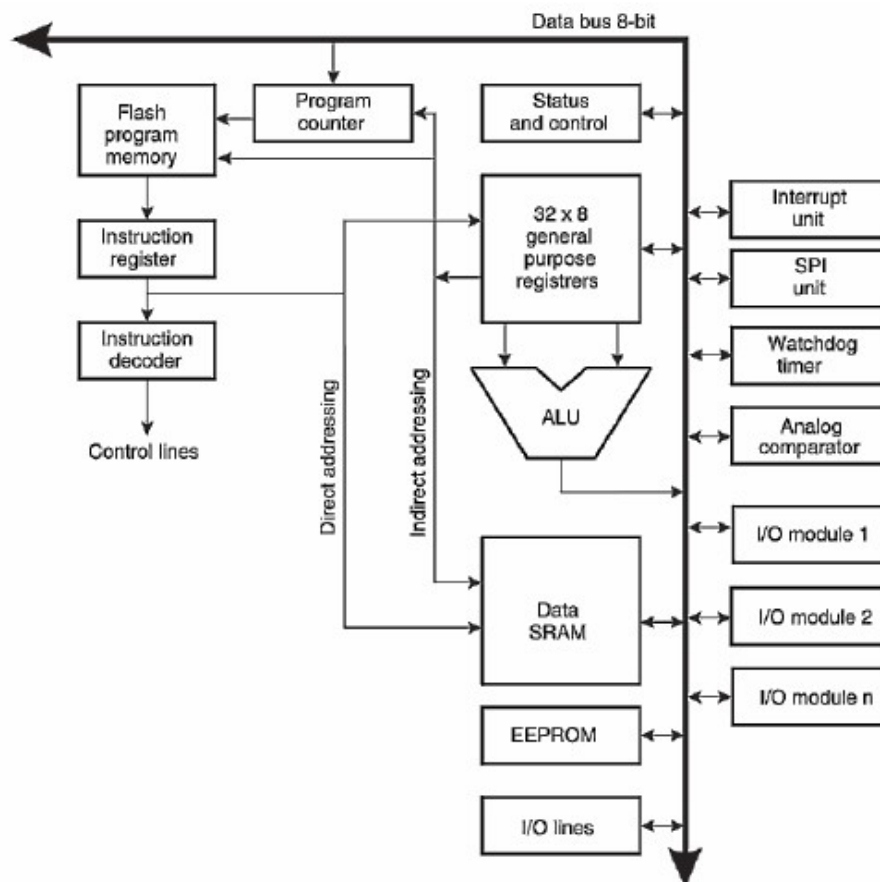 Data bus 8-bit
Flash
program
memory
Program
counter
Status
and control
Instruction
register
32 x 8
general
purpose
registrers
Interrupt
unit
SPI
unit
Instruction
decoder
Watchdog
timer
ALU
Analog
comparator
Control lines
Direct addressing
Indirect addressing
I/O module 1
Data
SRAM
I/O module 2
I/O module n
EEPROM
I/O lines